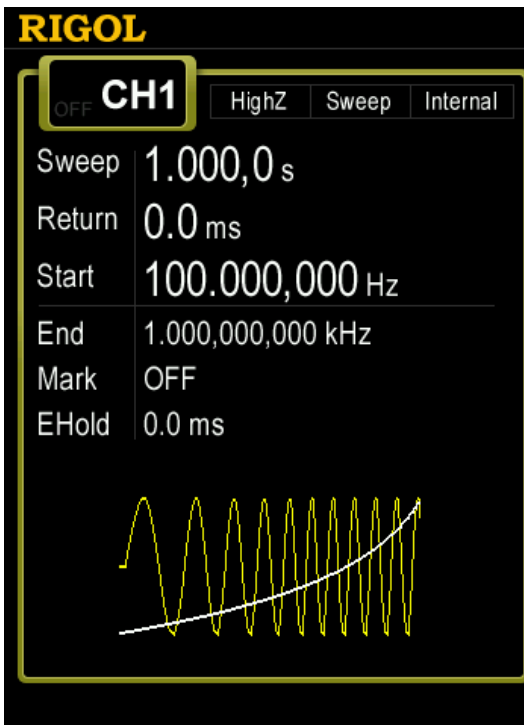 RIGOL
OFF CH1 HighZ Sweep Internal
Sweep 1.000,0 s
Return 0.0 ms
Start 100.000,000 Hz
End 1.000,000,000 kHz
Mark OFF
EHold 0.0 ms